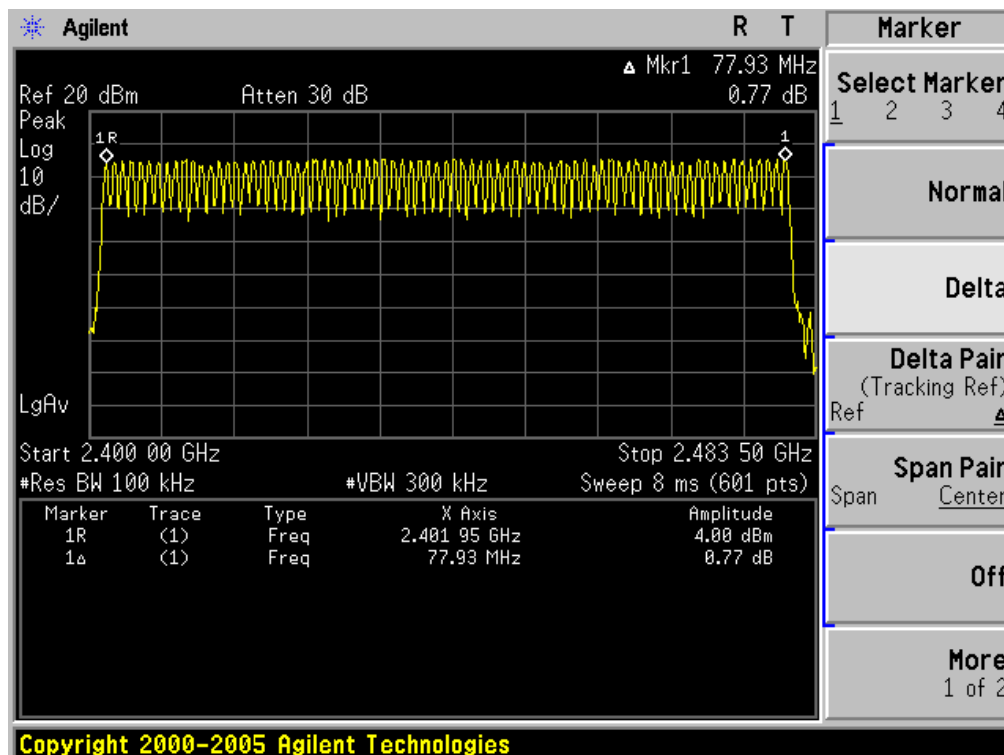 Agilent R T
Δ Mkr1 77.93 MHz
Ref 20 dBm Atten 30 dB 0.77 dB
Peak
Log
10
dB/
1R
1
LgAv
Start 2.400 00 GHz Stop 2.483 50 GHz
#Res BW 100 kHz #VBW 300 kHz Sweep 8 ms (601 pts)
Marker Trace Type X Axis Amplitude
1R (1) Freq 2.401 95 GHz 4.00 dBm
1Δ (1) Freq 77.93 MHz 0.77 dB
Copyright 2000-2005 Agilent Technologies
Marker
Select Marker
1 2 3 4
Normal
Delta
Delta Pair
(Tracking Ref)
Ref Δ
Span Pair
Span Center
Off
More
1 of 2